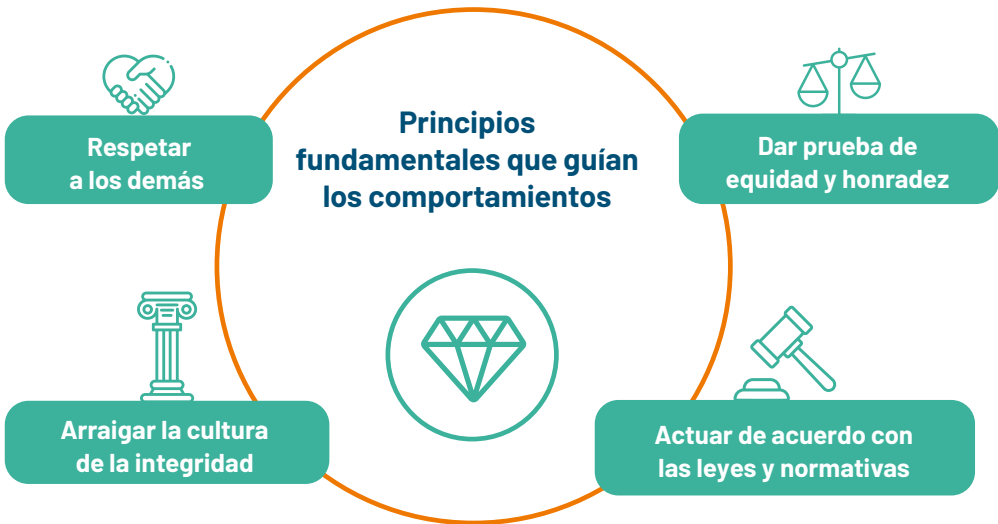 Principios
fundamentales que guían
los comportamientos
Respetar
a los demás
Dar prueba de
equidad y honradez
Arraigar la cultura
de la integridad
Actuar de acuerdo con
las leyes y normativas